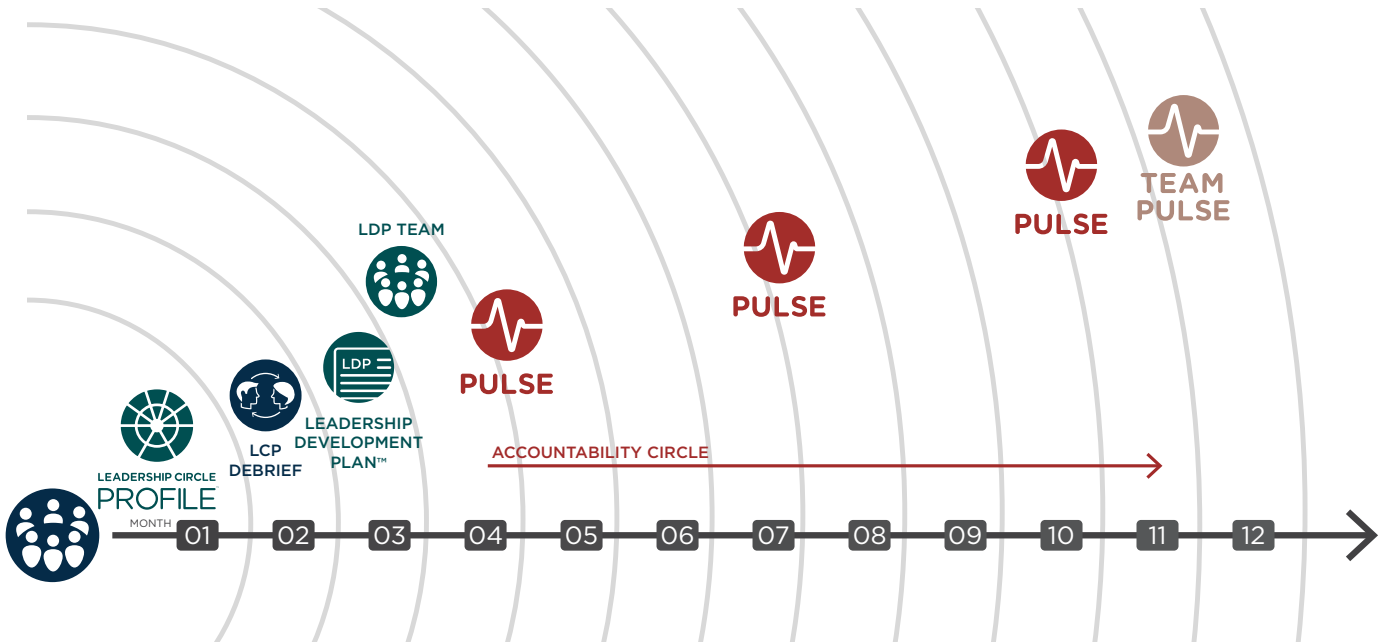 TEAM
PULSE
PULSE
PULSE
LDP TEAM
LDP
PULSE
LEADERSHIP
DEVELOPMENT
PLAN™
LCP
DEBRIEF
ACCOUNTABILITY CIRCLE
LEADERSHIP CIRCLE
PROFILE
MONTH 01 02 03 04 05 06 07 08 09 10 11 12